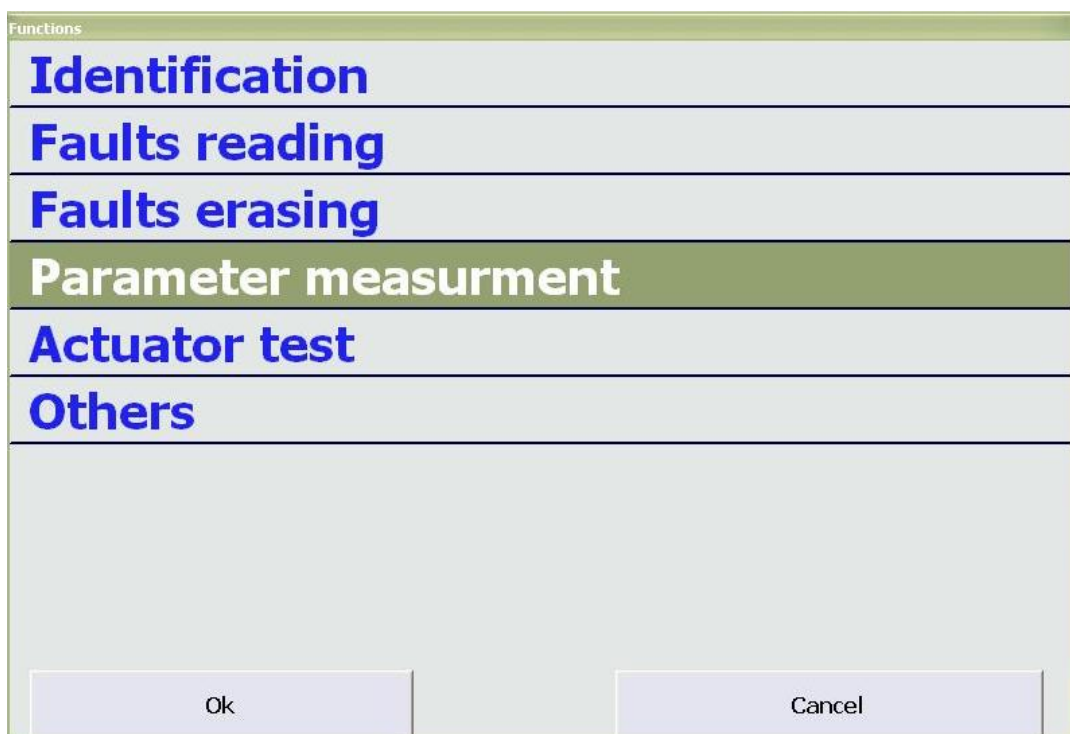 Functions
Identification
Faults reading
Faults erasing
Parameter measurment
Actuator test
Others
Ok
Cancel